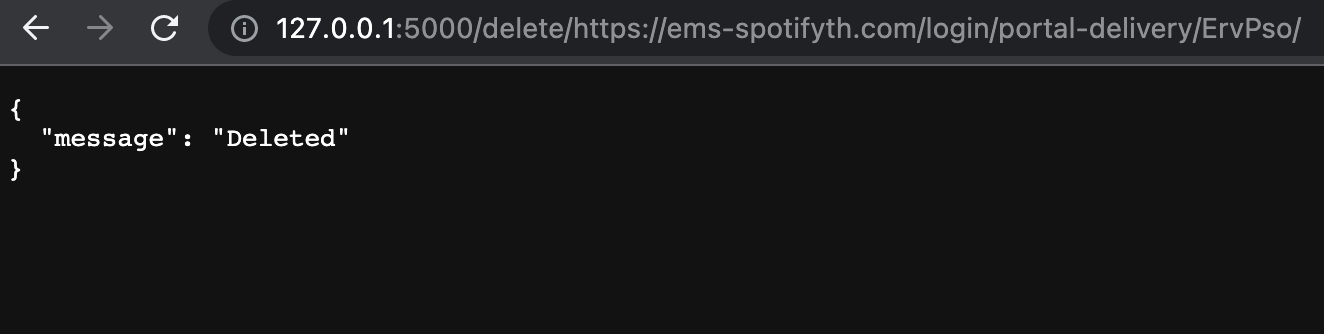 127.0.0.1:5000/delete/https://ems-spotifyth.com/login/portal-delivery/ErvPso/
{
"message": "Deleted"
}